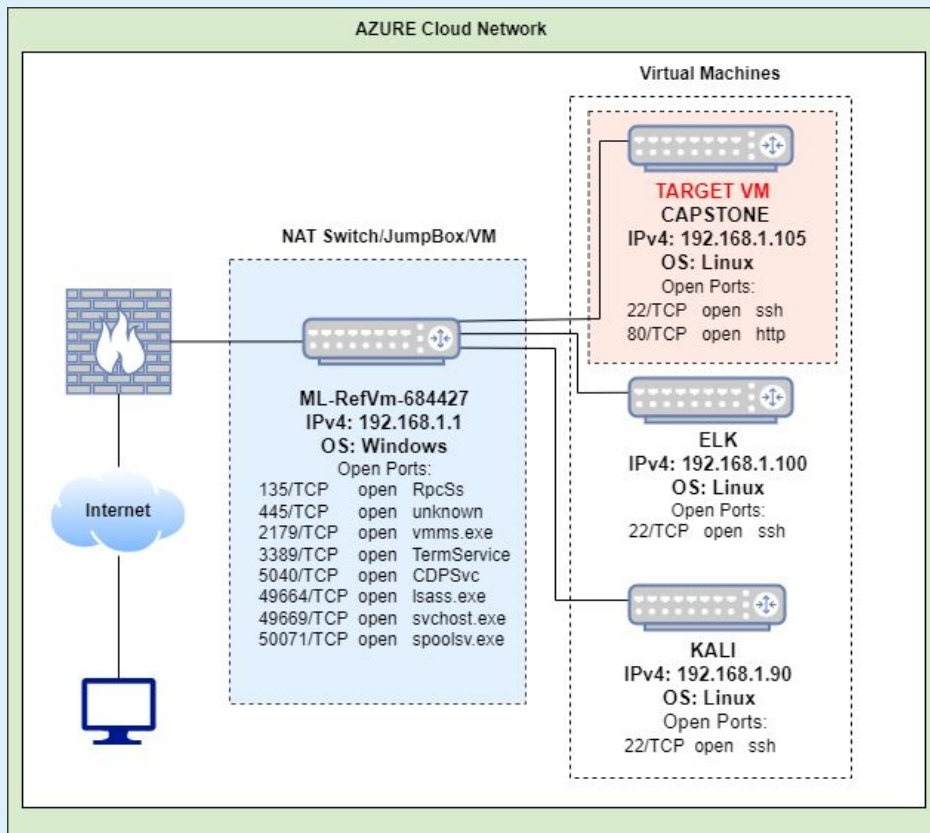 AZURE Cloud Network
Virtual Machines
TARGET VM
CAPSTONE
IPv4: 192.168.1.105
OS: Linux
Open Ports:
22/TCP open ssh
80/TCP open http
NAT Switch/JumpBox/VM
ML-RefVm-684427
IPv4: 192.168.1.1
OS: Windows
Open Ports:
135/TCP open RpcSs
445/TCP open unknown
2179/TCP open vmms.exe
3389/TCP open TermService
5040/TCP open CDPSvc
49664/TCP open lsass.exe
49669/TCP open svchost.exe
50071/TCP open spoolsv.exe
Internet
ELK
IPv4: 192.168.1.100
OS: Linux
Open Ports:
22/TCP open ssh
KALI
IPv4: 192.168.1.90
OS: Linux
Open Ports:
22/TCP open ssh